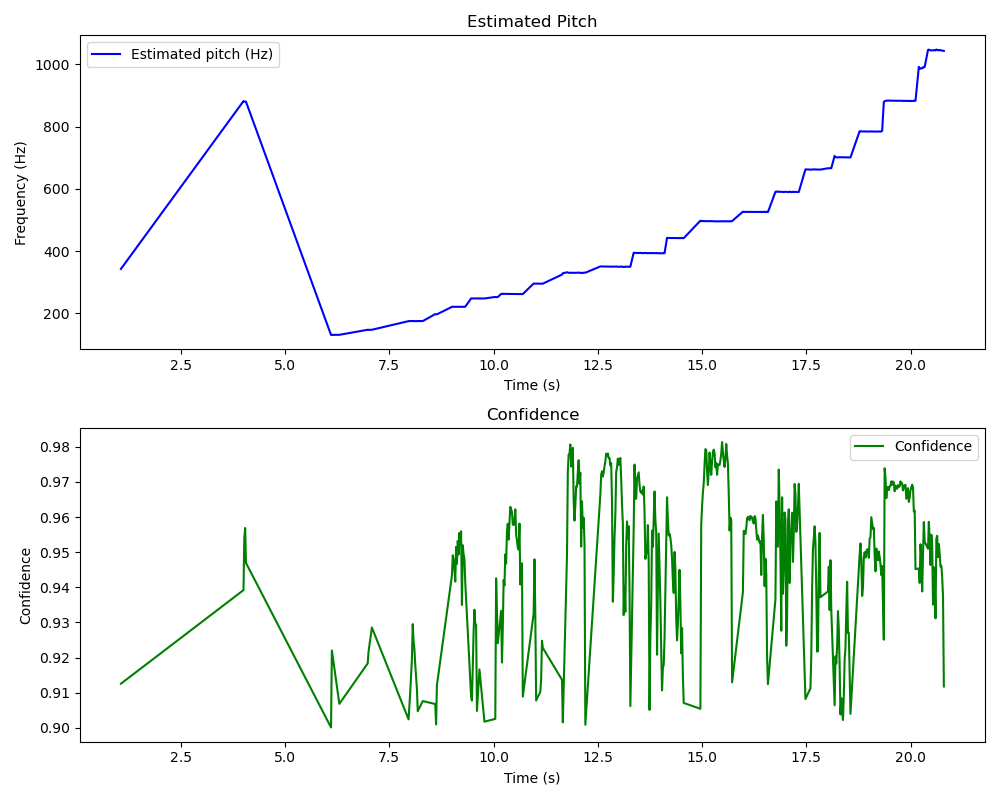 Estimated Pitch
Estimated pitch (Hz)
Frequency (Hz)
1000
800
600
400
200
2.5 5.0 7.5 10.0 12.5 15.0 17.5 20.0
Time (s)
Confidence
Confidence
Confidence
0.98
0.97
0.96
0.95
0.94
0.93
0.92
0.91
0.90
2.5 5.0 7.5 10.0 12.5 15.0 17.5 20.0
Time (s)